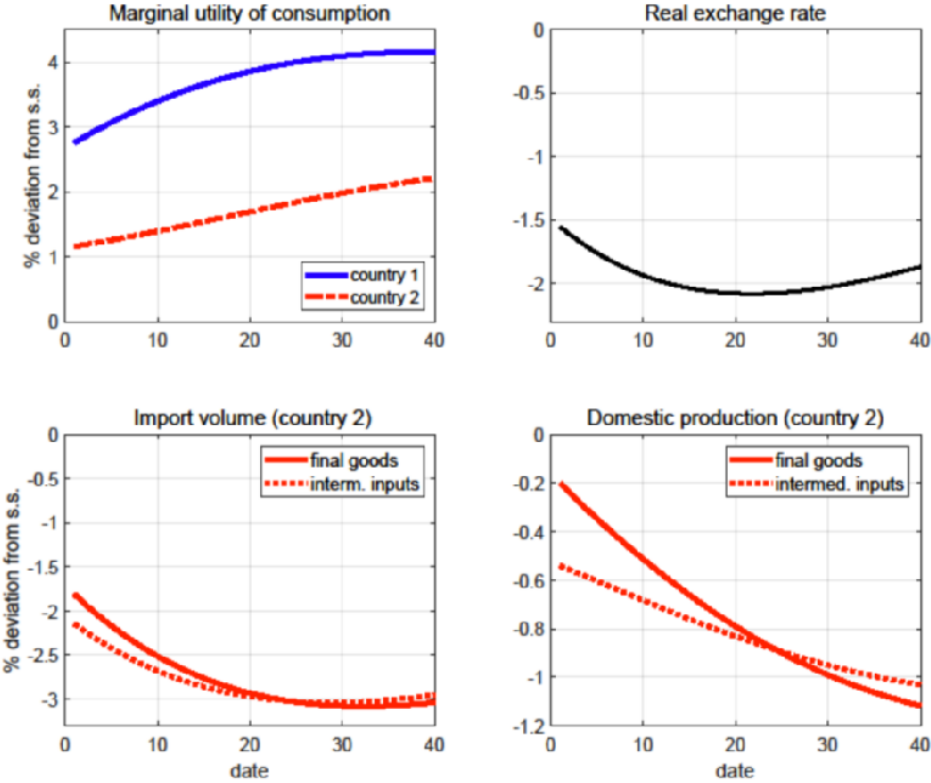 Marginal utility of consumption
% deviation from s.s.
4
3
2
1
0
0 10 20 30 40
country 1
country 2
Real exchange rate
0
-0.5
-1
-1.5
-2
0 10 20 30 40
Import volume (country 2)
% deviation from s.s.
0
-0.5
-1
-1.5
-2
-2.5
-3
0 10 20 30 40
date
final goods
interm. inputs
Domestic production (country 2)
0
-0.2
-0.4
-0.6
-0.8
-1
-1.2
0 10 20 30 40
date
final goods
intermed. inputs